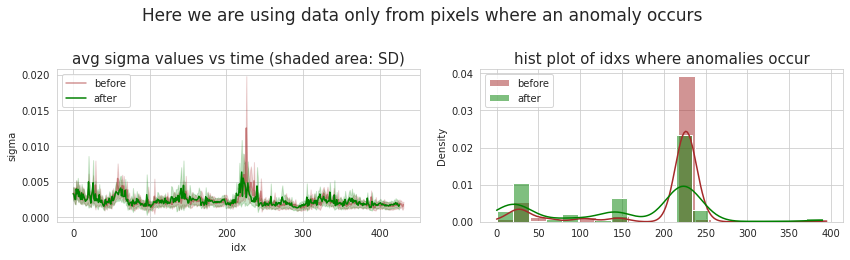 Here we are using data only from pixels where an anomaly occurs
avg sigma values vs time (shaded area: SD)
before
after
0.020
0.015
0.010
0.005
0.000
sigma
0 100 200 300 400
idx
hist plot of idxs where anomalies occur
before
after
0.04
0.03
0.02
0.01
0.00
Density
0 50 100 150 200 250 300 350 400